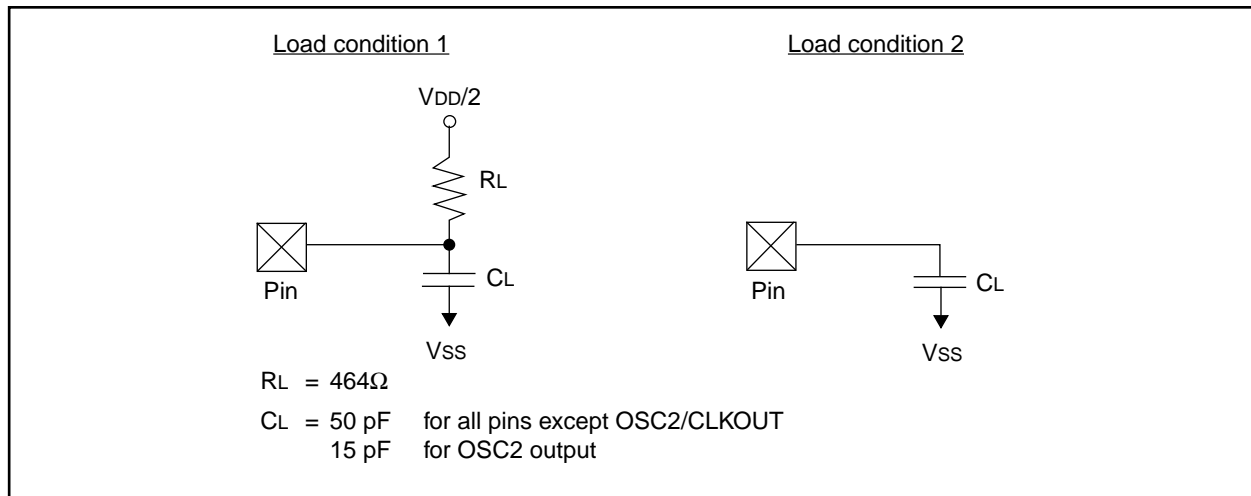 Load condition 1
Load condition 2
VDD/2
RL
Pin
CL
VSS
Pin
CL
VSS
RL = 464Ω
CL = 50 pF for all pins except OSC2/CLKOUT
15 pF for OSC2 output